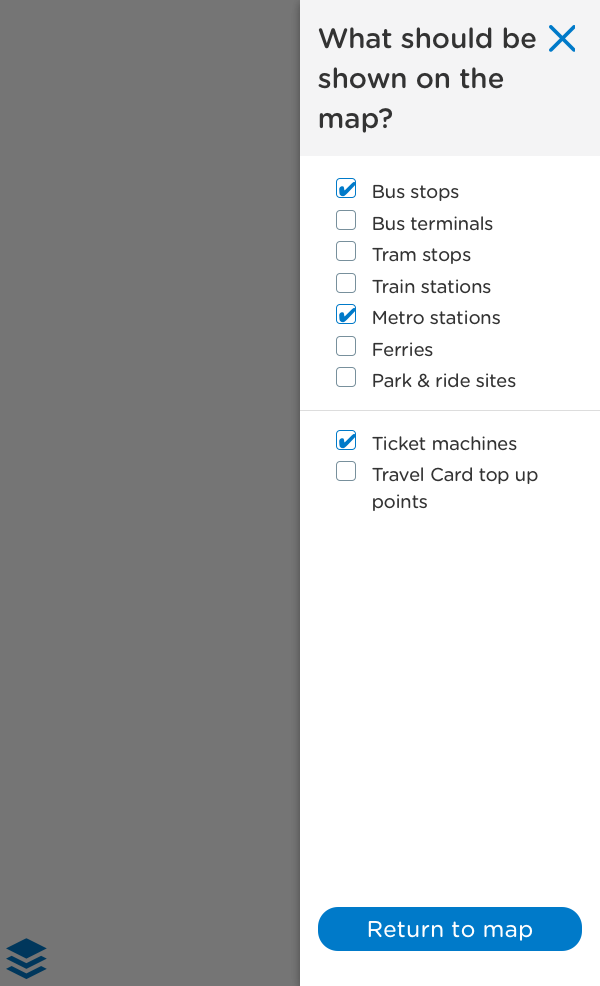 What should be
shown on the
map?
Bus stops
Bus terminals
Tram stops
Train stations
Metro stations
Ferries
Park & ride sites
Ticket machines
Travel Card top up
points
Return to map